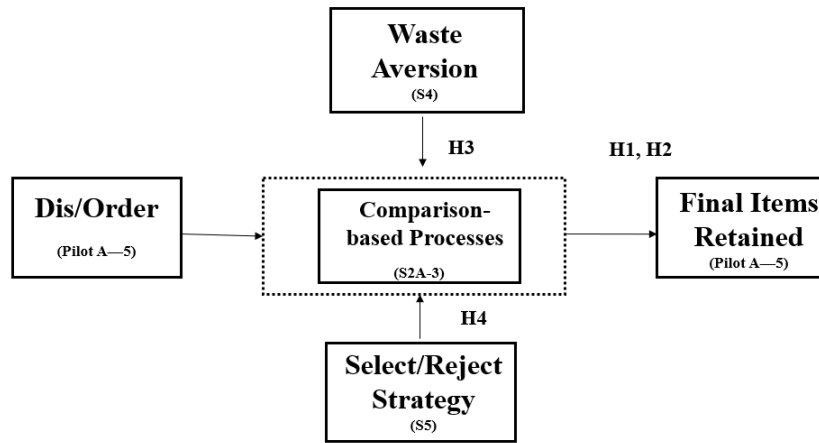 Waste
Aversion
(S4)
H3
H1, H2
Dis/Order
(Pilot A—5)
Comparison-
based Processes
(S2A-3)
Final Items
Retained
(Pilot A—5)
H4
Select/Reject
Strategy
(S5)